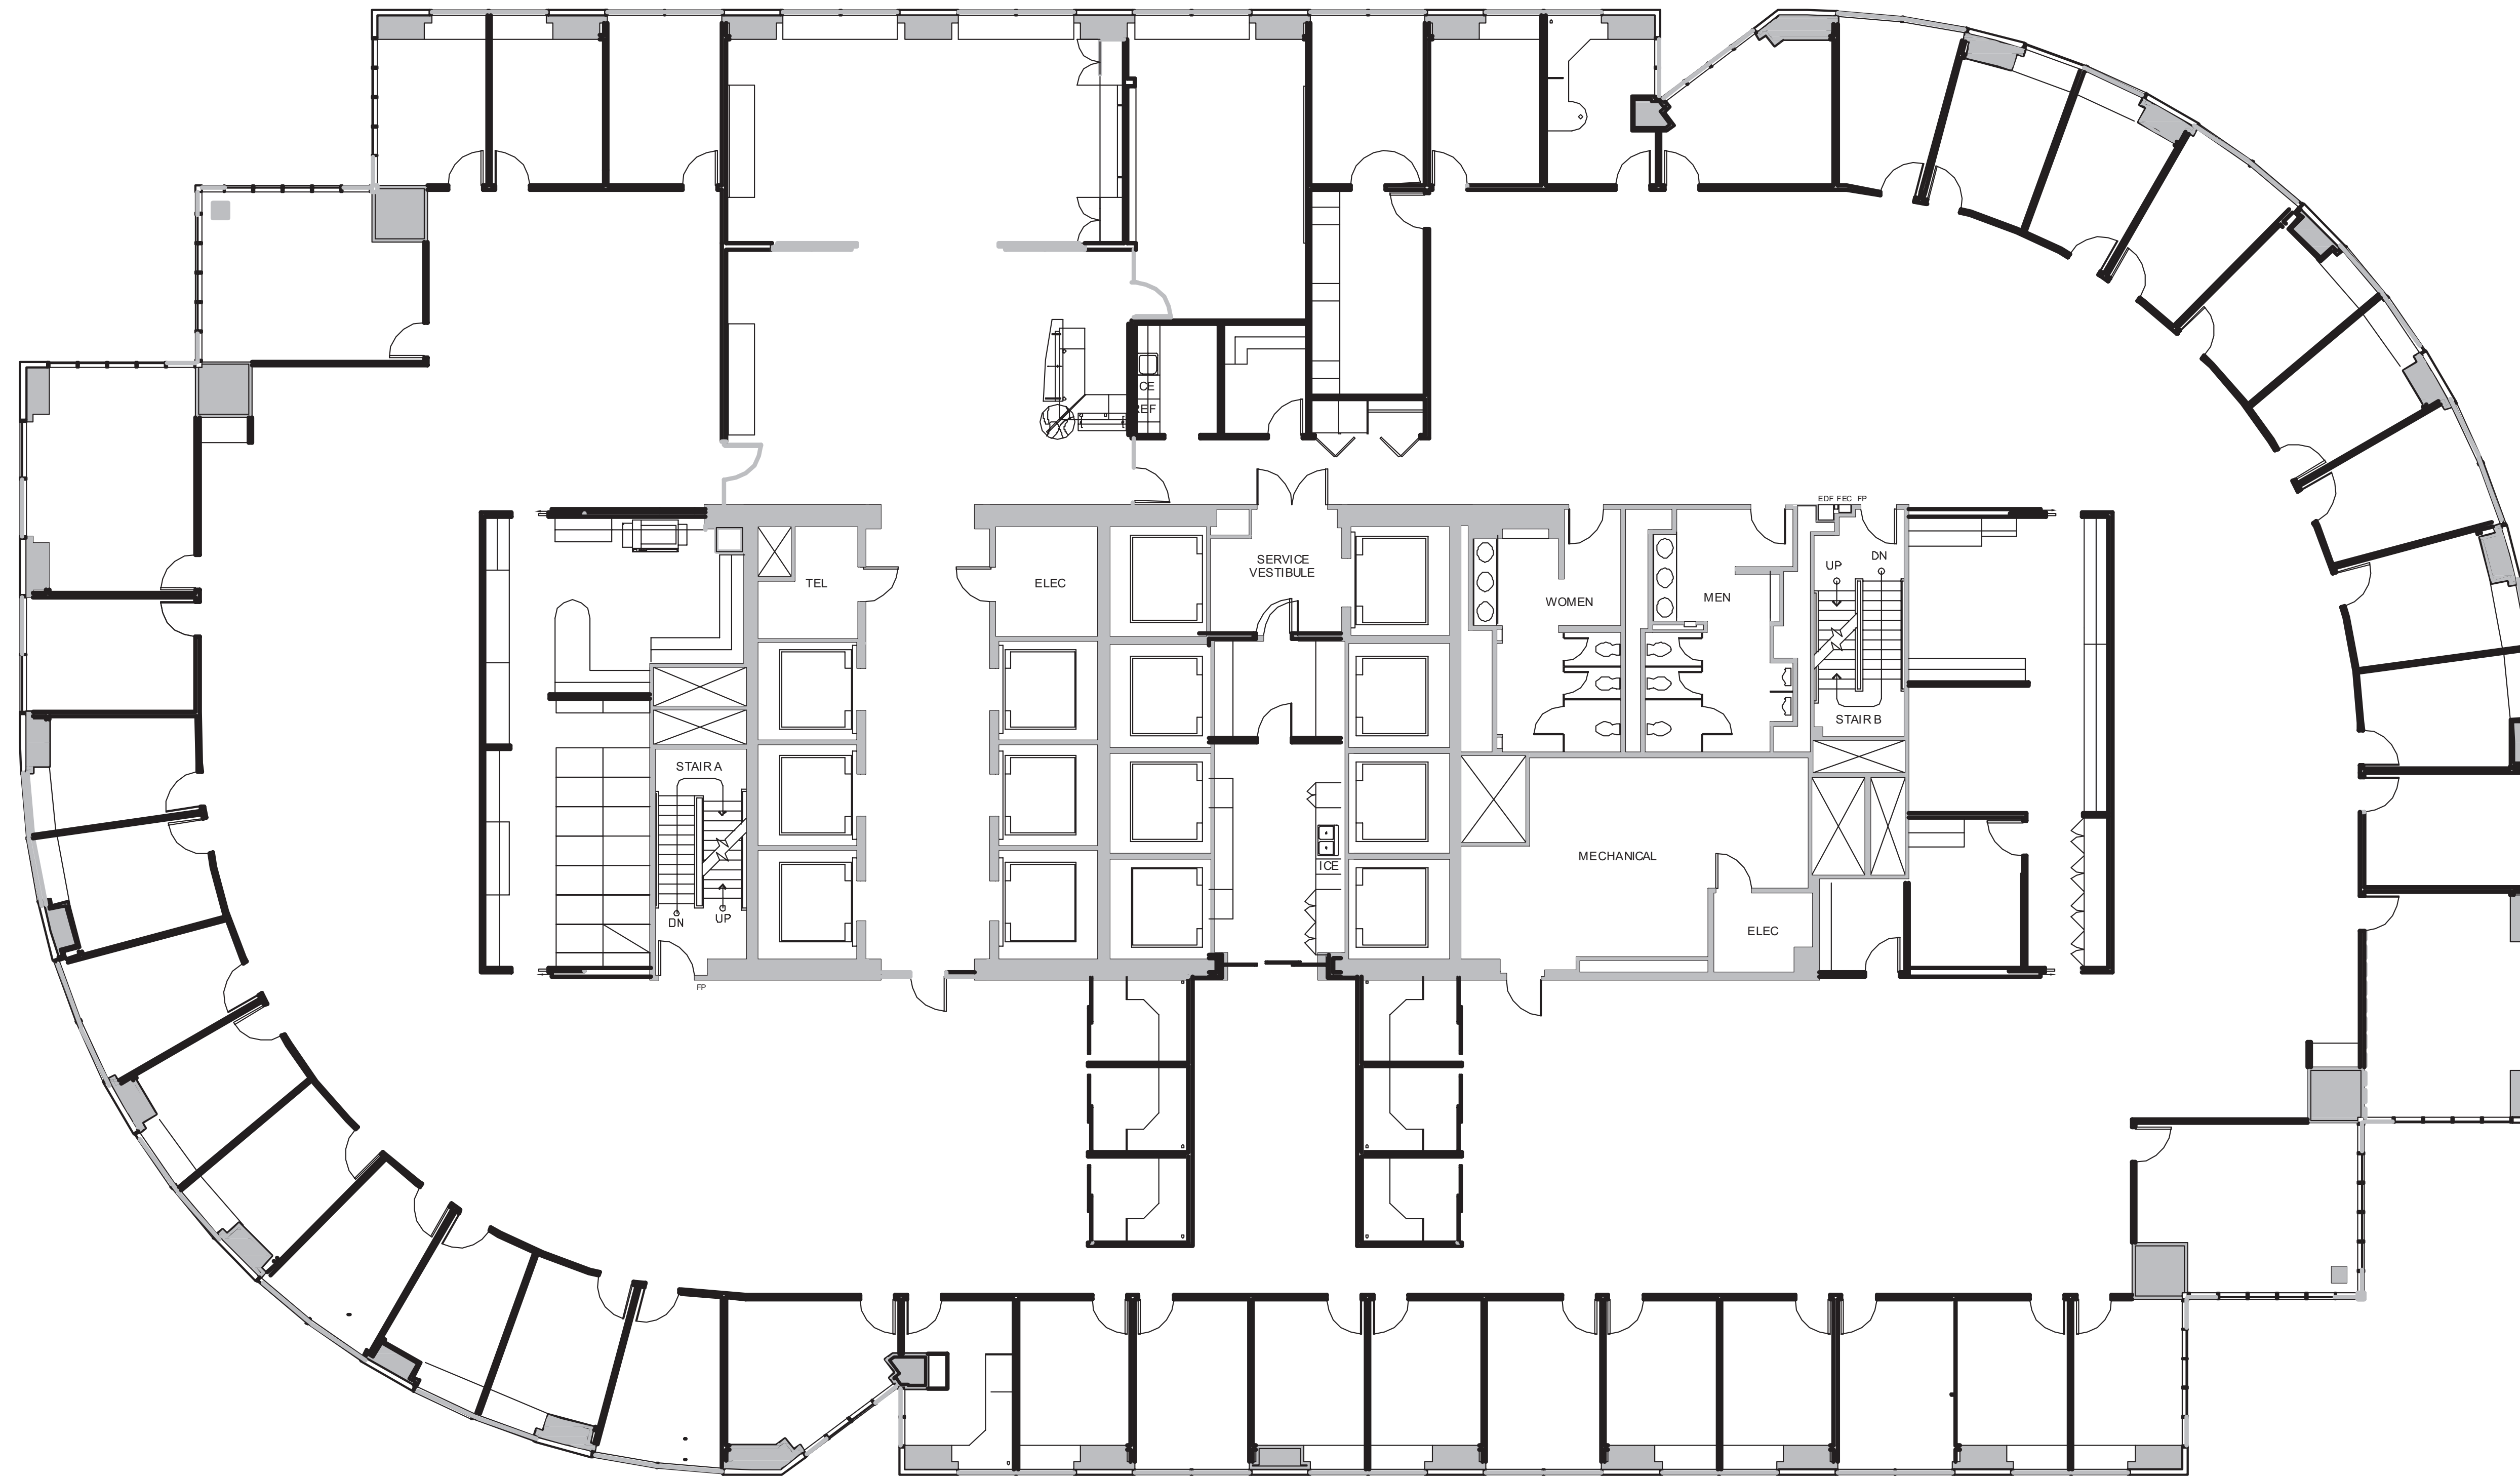 CE
REF
EDF FEC FP
SERVICE
VESTIBULE
DN
UP
TEL
ELEC
WOMEN
MEN
STAIR B
STAIR A
MECHANICAL
ICE
DN
UP
ELEC
FP